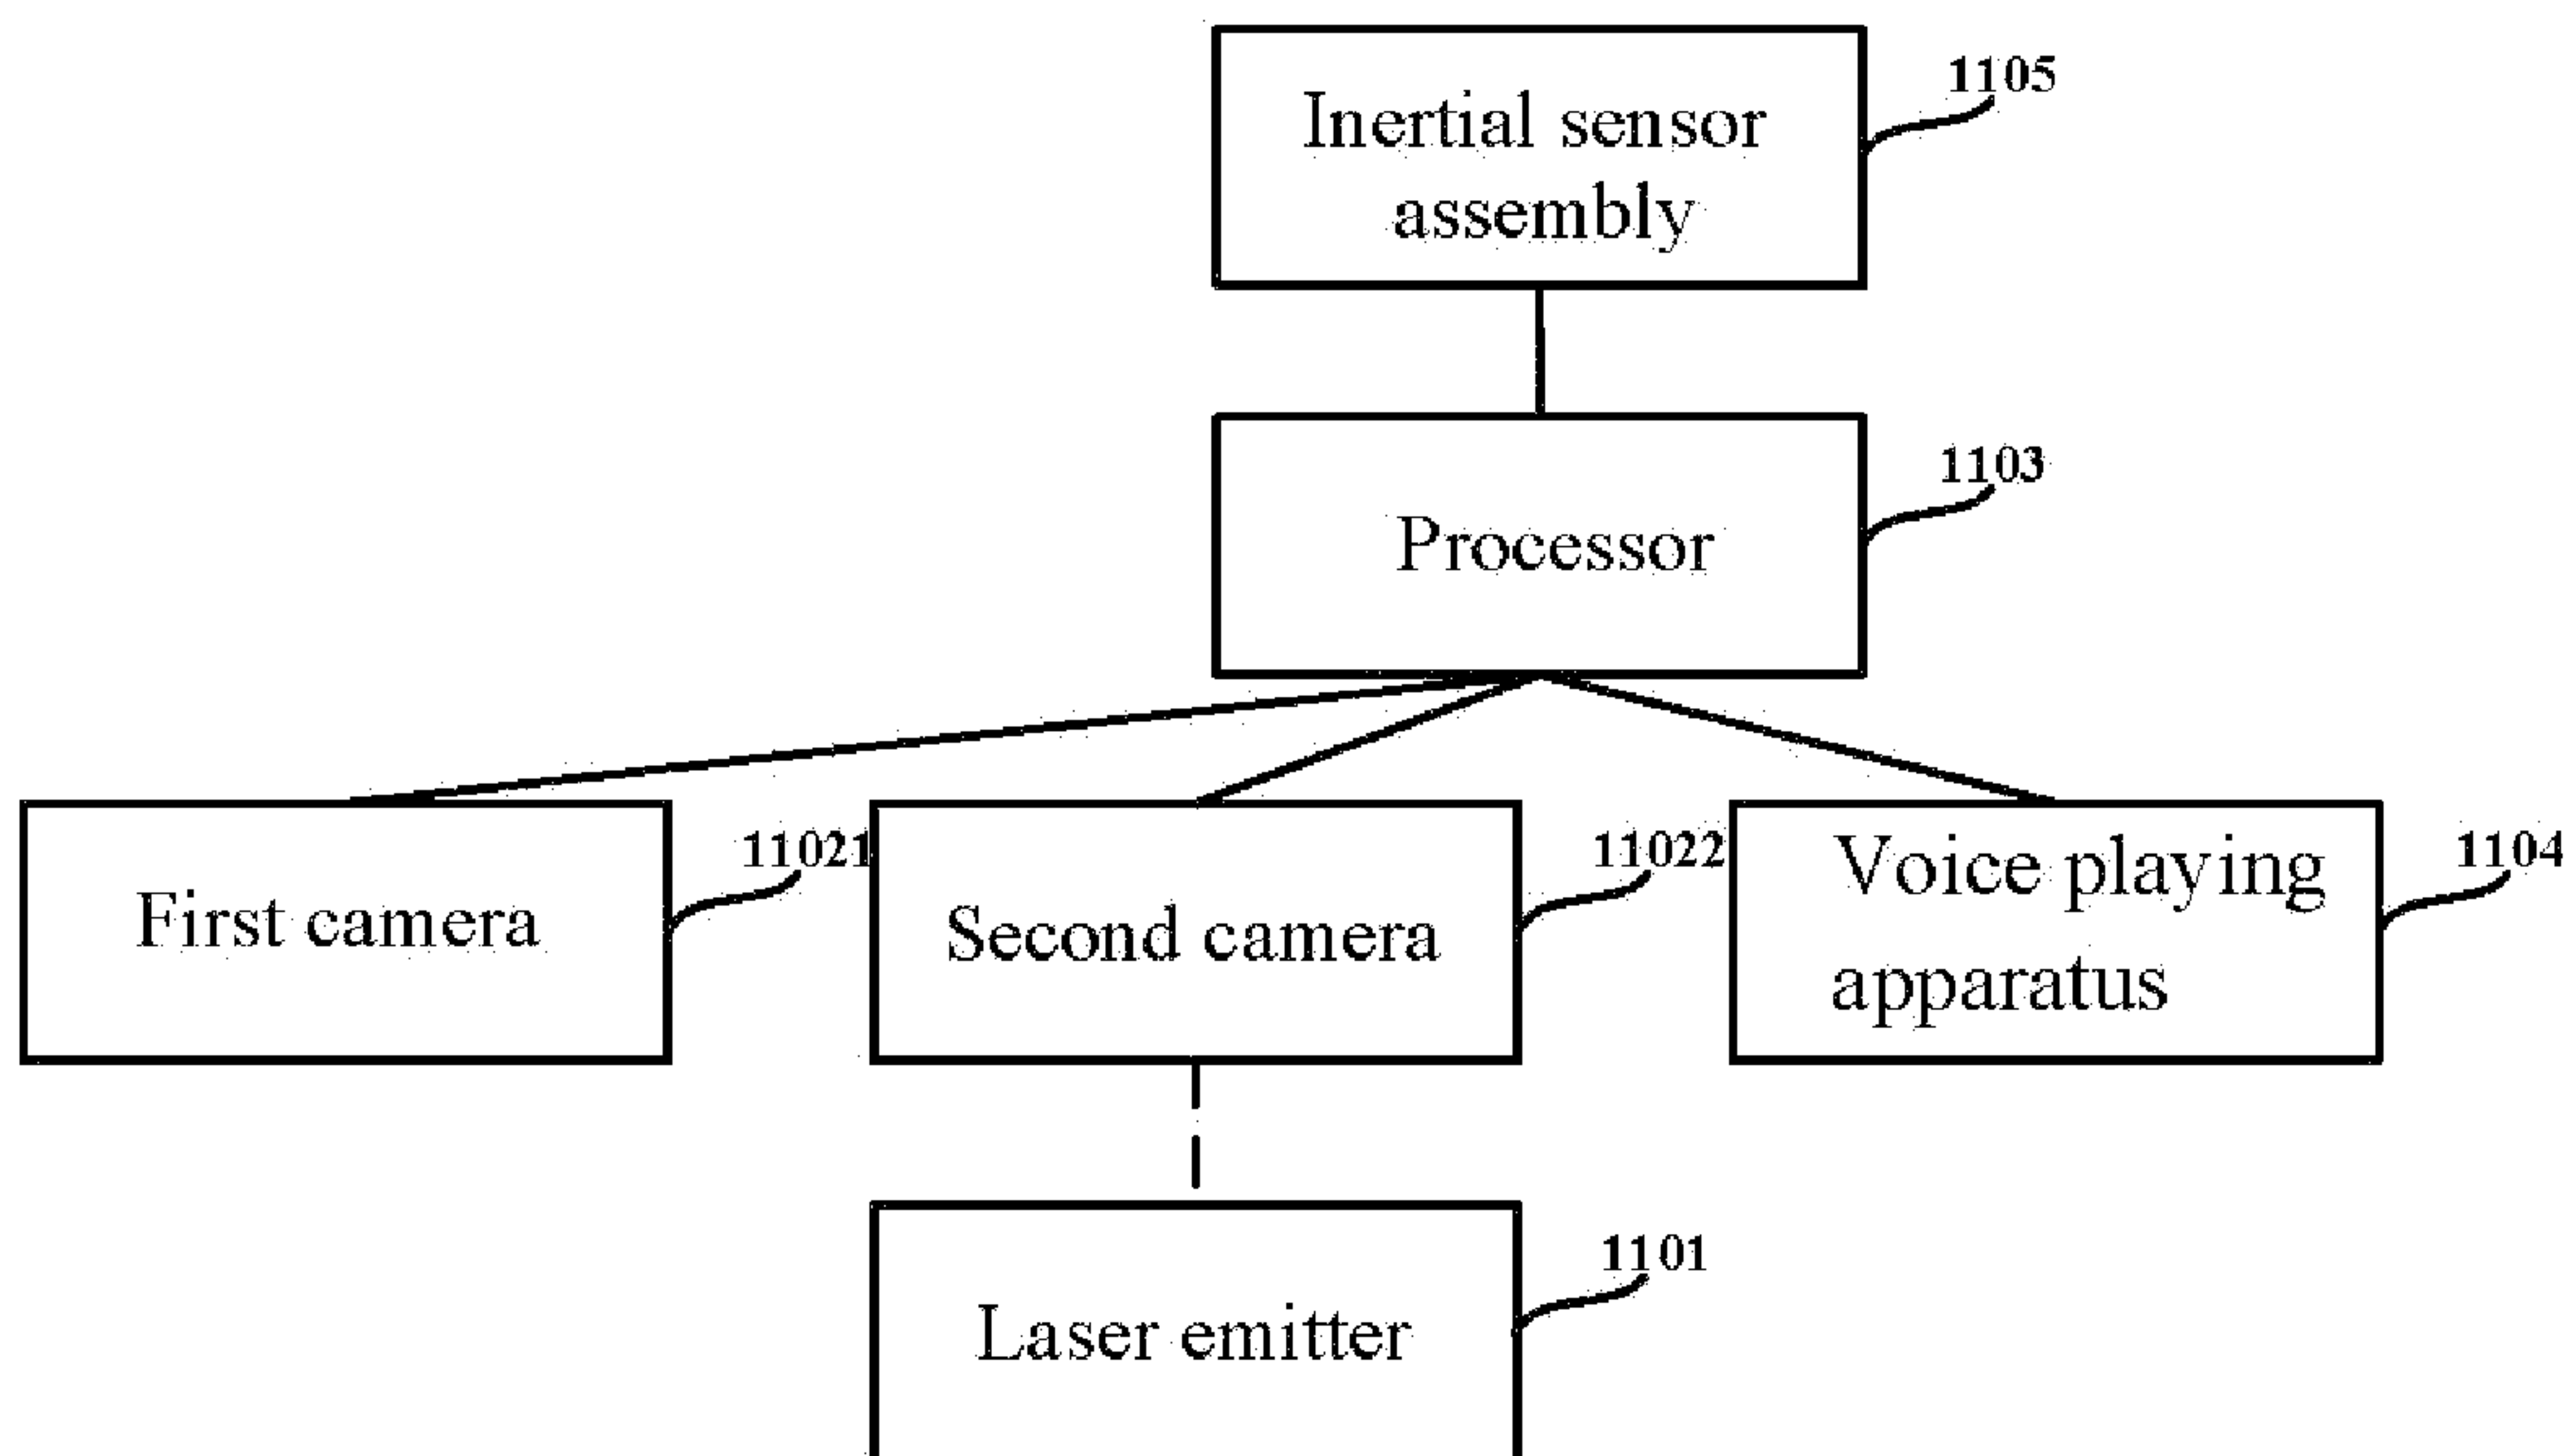 1105
Inertial sensor
assembly
1103
Processor
11021
First camera
11022
Second camera
1104
Voice playing
apparatus
1101
Laser emitter